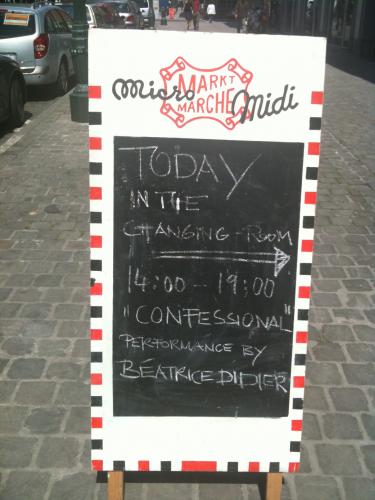 Micro MARKT MARCHE Midi
TODAY
IN THE
CHANGING-ROOM
14:00 - 19:00
"CONFESSIONAL"
PERFORMANCE BY
BÉATRICE DIDIER